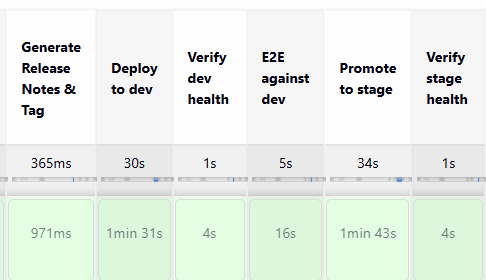 Generate
Release
Notes &
Tag
Deploy
to dev
Verify
dev
health
E2E
against
dev
Promote
to stage
Verify
stage
health
365ms 30s 1s 5s 34s 1s
971ms 1min 31s 4s 16s 1min 43s 4s